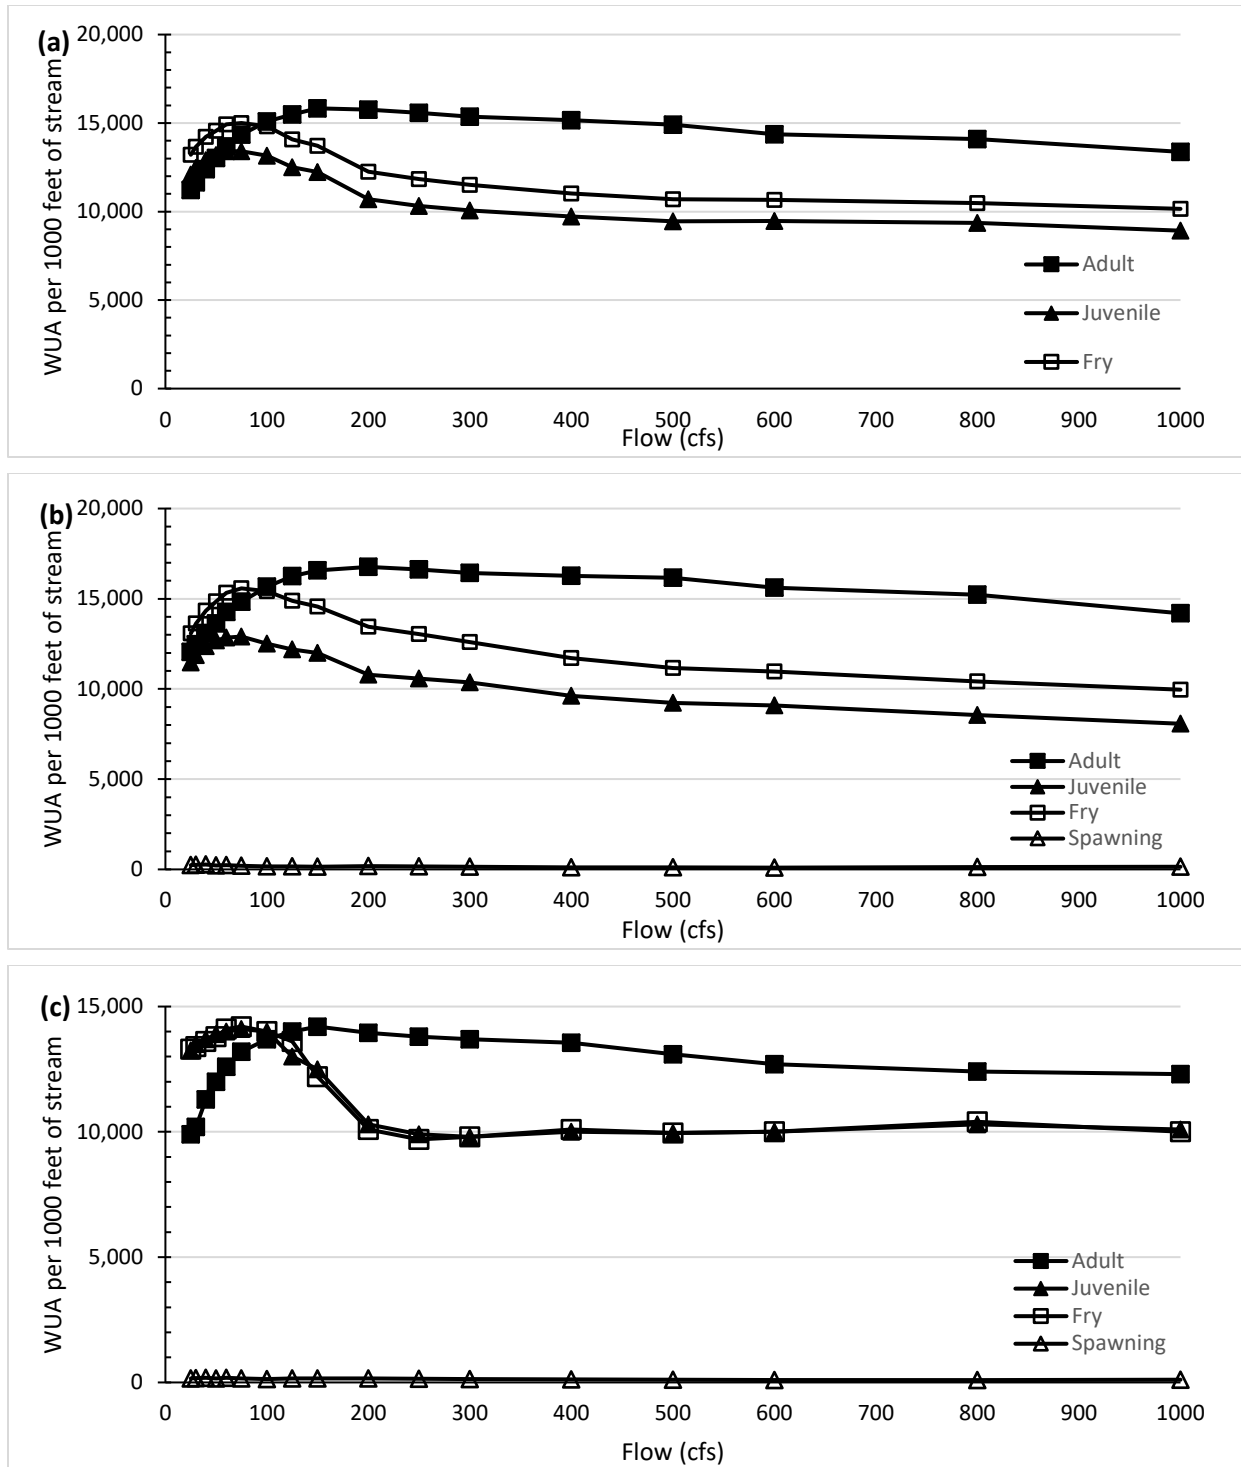 (a)
WUA per 1000 feet of stream
20,000
15,000
10,000
5,000
0
Adult
Juvenile
Fry
0 100 200 300 400 500 600 700 800 900 1000
Flow (cfs)
(b)
WUA per 1000 feet of stream
20,000
15,000
10,000
5,000
0
Adult
Juvenile
Fry
Spawning
0 100 200 300 400 500 600 700 800 900 1000
Flow (cfs)
(c)
WUA per 1000 feet of stream
15,000
10,000
5,000
0
Adult
Juvenile
Fry
Spawning
0 100 200 300 400 500 600 700 800 900 1000
Flow (cfs)